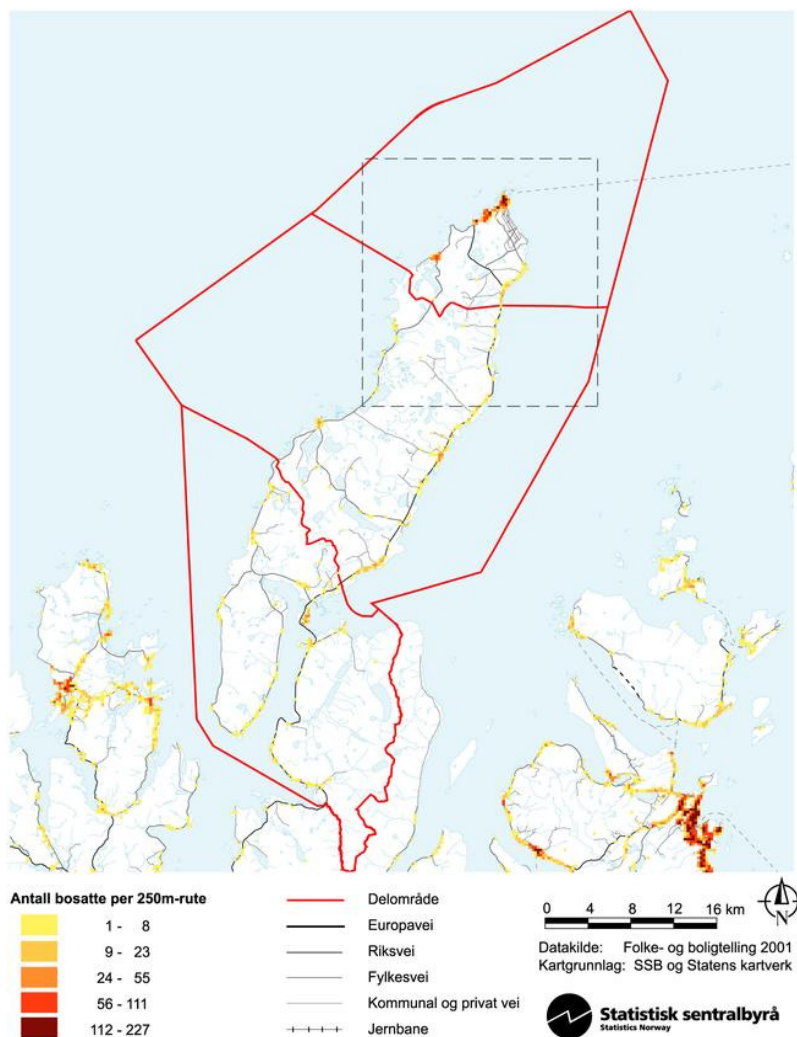 Antall bosatte per 250m-rute
1 - 8
9 - 23
24 - 55
56 - 111
112 - 227
Delområde
Europavei
Riksvei
Fylkesvei
Kommunal og privat vei
Jernbane
0 4 8 12 16 km
N
Datakilde: Folke- og boligtelling 2001
Kartgrunnlag: SSB og Statens kartverk
Statistisk sentralbyrå
Statistics Norway